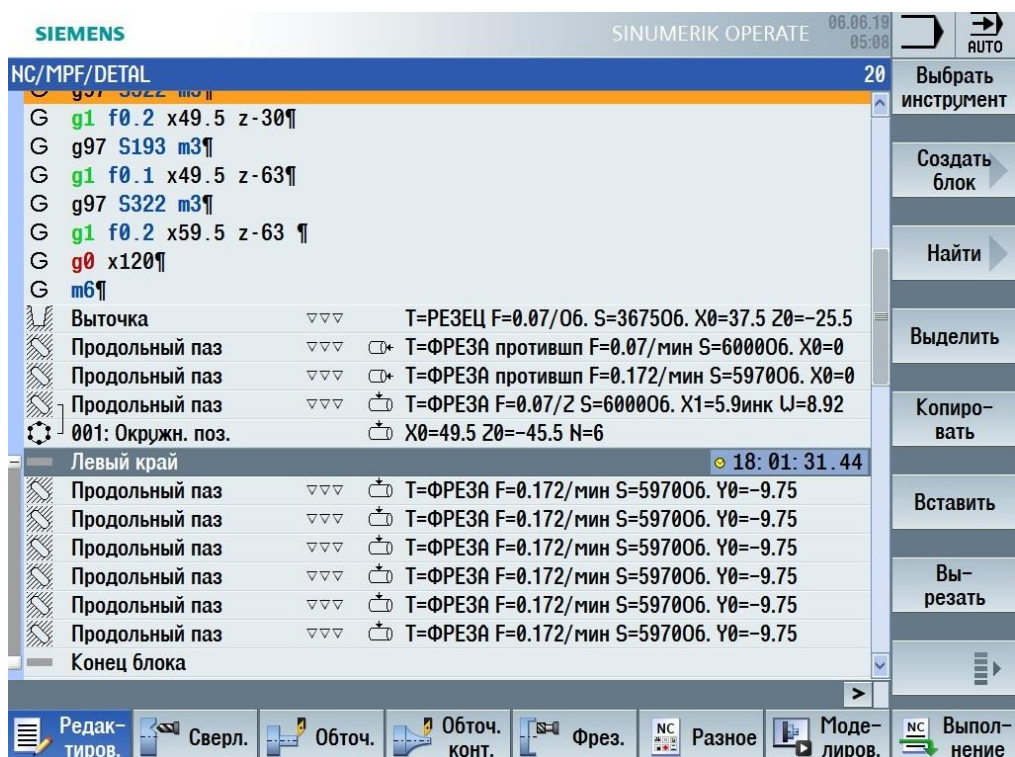 SIEMENS
SINUMERIK OPERATE
06.06.19
05:08
AUTO
NC/MPF/DETAL 20
g97 S322 m3¶
G g1 f0.2 x49.5 z-30¶
G g97 S193 m3¶
G g1 f0.1 x49.5 z-63¶
G g97 S322 m3¶
G g1 f0.2 x59.5 z-63 ¶
G g0 x120¶
G m6¶
Выточка ▽▽▽ T=РЕЗЕЦ F=0.07/Об. S=3675Об. X0=37.5 Z0=-25.5
Продольный паз ▽▽▽ T=ФРЕЗА протившп F=0.07/мин S=6000Об. X0=0
Продольный паз ▽▽▽ T=ФРЕЗА протившп F=0.172/мин S=5970Об. X0=0
Продольный паз ▽▽▽ T=ФРЕЗА F=0.07/Z S=6000Об. X1=5.9инк W=8.92
001: Окружн. поз. X0=49.5 Z0=-45.5 N=6
Левый край 18:01:31.44
Продольный паз ▽▽▽ T=ФРЕЗА F=0.172/мин S=5970Об. Y0=-9.75
Продольный паз ▽▽▽ T=ФРЕЗА F=0.172/мин S=5970Об. Y0=-9.75
Продольный паз ▽▽▽ T=ФРЕЗА F=0.172/мин S=5970Об. Y0=-9.75
Продольный паз ▽▽▽ T=ФРЕЗА F=0.172/мин S=5970Об. Y0=-9.75
Продольный паз ▽▽▽ T=ФРЕЗА F=0.172/мин S=5970Об. Y0=-9.75
Продольный паз ▽▽▽ T=ФРЕЗА F=0.172/мин S=5970Об. Y0=-9.75
Конец блока
>
Выбрать
инструмент
Создать
блок
Найти
Выделить
Копиро-
вать
Вставить
Вы-
резать
Редак-
тиров.
Сверл.
Обточ.
Обточ.
конт.
Фрез.
NC
Разное
Моде-
лиров.
NC
Выпол-
нение